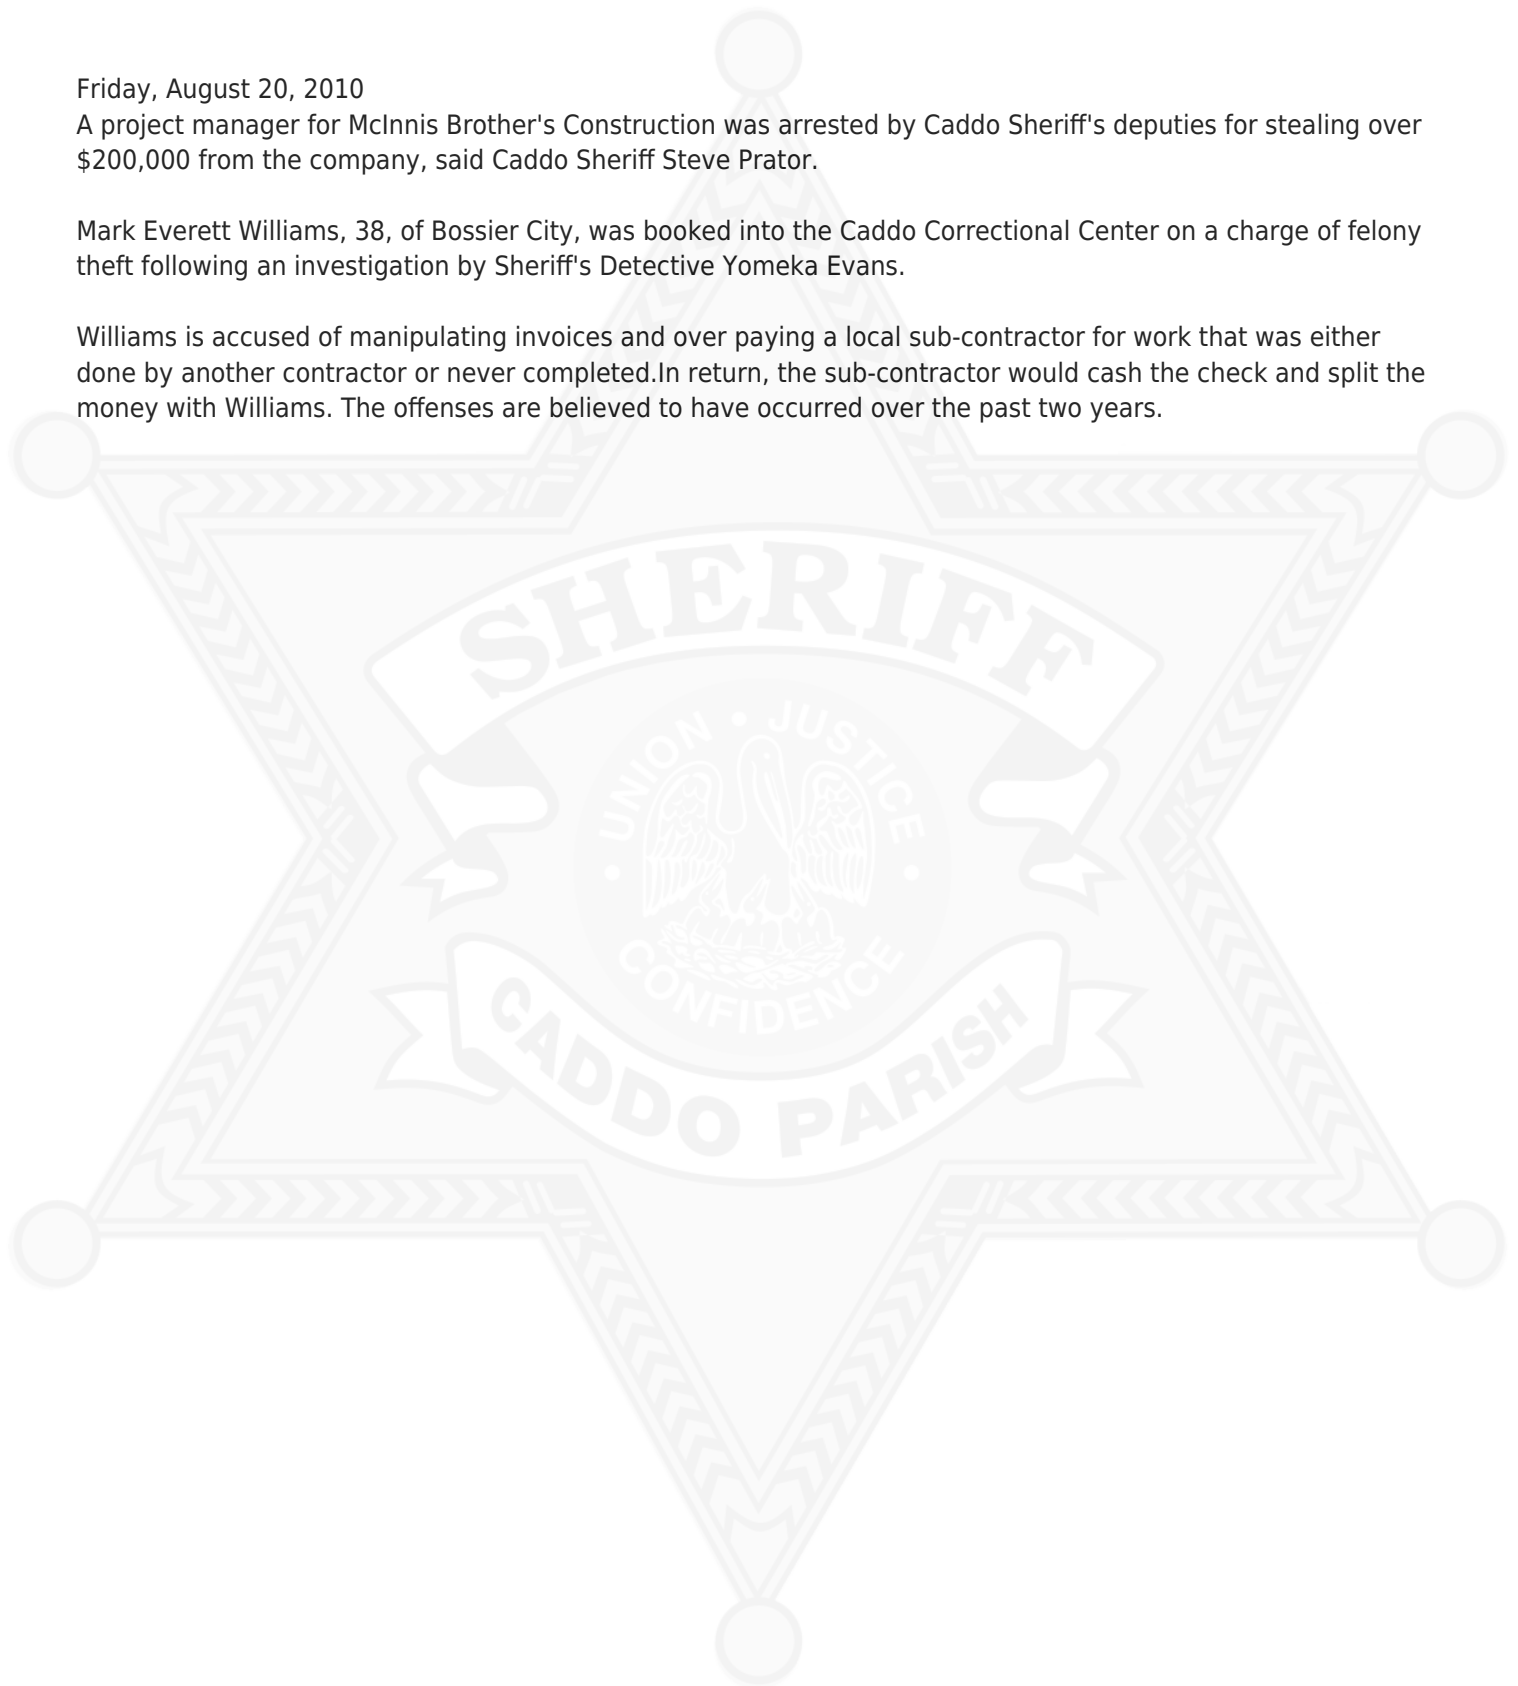 Friday, August 20, 2010
A project manager for McInnis Brother's Construction was arrested by Caddo Sheriff's deputies for stealing over
$200,000 from the company, said Caddo Sheriff Steve Prator.
Mark Everett Williams, 38, of Bossier City, was booked into the Caddo Correctional Center on a charge of felony
theft following an investigation by Sheriff's Detective Yomeka Evans.
Williams is accused of manipulating invoices and over paying a local sub-contractor for work that was either
done by another contractor or never completed.In return, the sub-contractor would cash the check and split the
money with Williams. The offenses are believed to have occurred over the past two years.
SHERIFF
UNION • JUSTICE
• CONFIDENCE •
CADDO PARISH